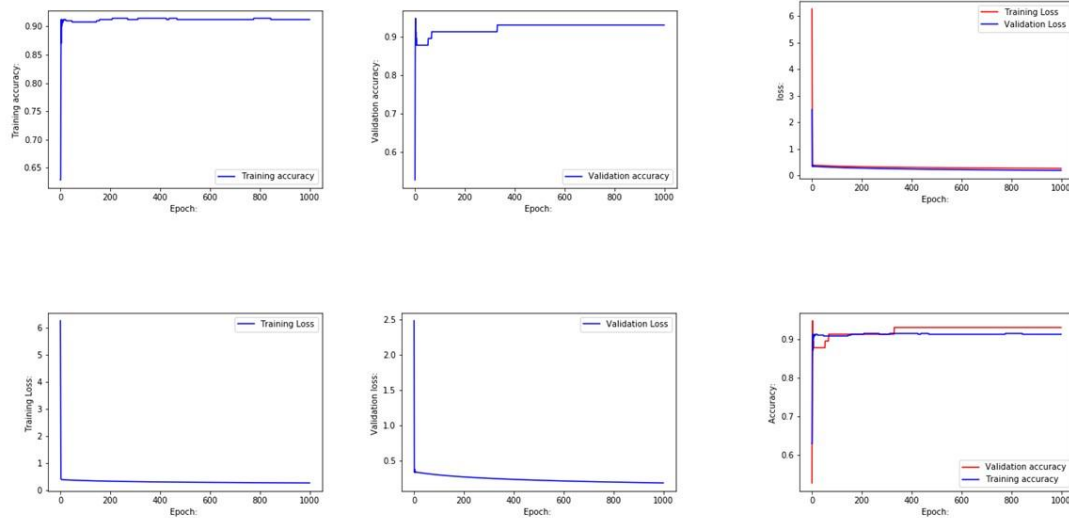 0.90
0.85
0.80
0.75
0.70
0.65
Training accuracy:
Training accuracy
0 200 400 600 800 1000
Epoch:
0.9
0.8
0.7
0.6
Validation accuracy:
Validation accuracy
0 200 400 600 800 1000
Epoch:
6
5
4
3
2
1
0
loss:
Training Loss
Validation Loss
0 200 400 600 800 1000
Epoch:
6
5
4
3
2
1
0
Training Loss:
Training Loss
0 200 400 600 800 1000
Epoch:
2.5
2.0
1.5
1.0
0.5
Validation loss:
Validation Loss
0 200 400 600 800 1000
Epoch:
0.9
0.8
0.7
0.6
Accuracy:
Validation accuracy
Training accuracy
0 200 400 600 800 1000
Epoch: